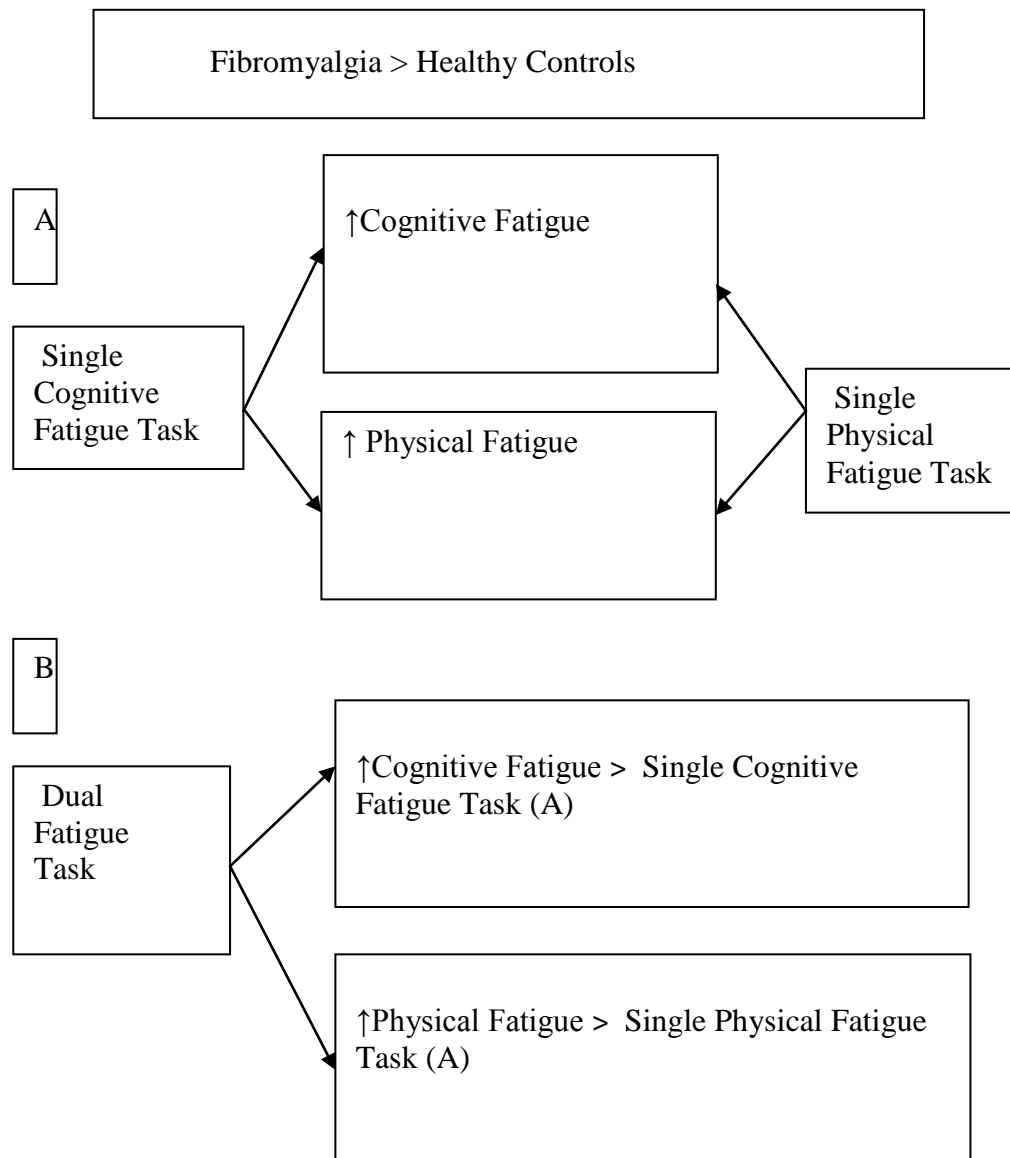 Fibromyalgia > Healthy Controls
A
↑Cognitive Fatigue
Single
Cognitive
Fatigue Task
↑ Physical Fatigue
Single
Physical
Fatigue Task
B
↑Cognitive Fatigue > Single Cognitive
Fatigue Task (A)
Dual
Fatigue
Task
↑Physical Fatigue > Single Physical Fatigue
Task (A)